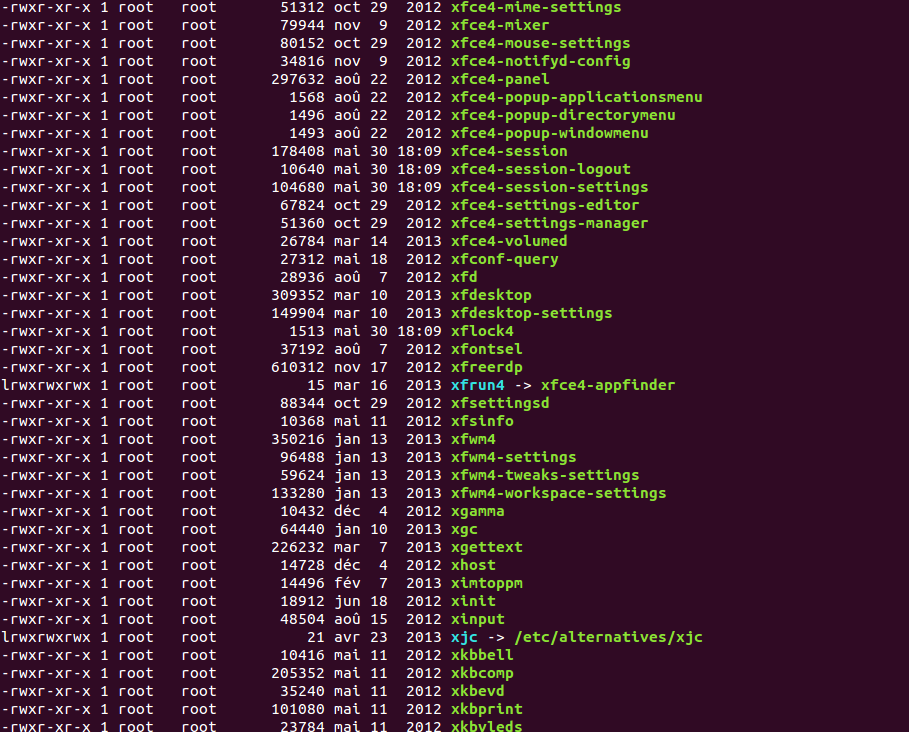 -rwxr-xr-x 1 root   root       51312 oct 29  2012 xfce4-mime-settings
-rwxr-xr-x 1 root   root       79944 nov  9  2012 xfce4-mixer
-rwxr-xr-x 1 root   root       80152 oct 29  2012 xfce4-mouse-settings
-rwxr-xr-x 1 root   root       34816 nov  9  2012 xfce4-notifyd-config
-rwxr-xr-x 1 root   root      297632 aoû 22  2012 xfce4-panel
-rwxr-xr-x 1 root   root        1568 aoû 22  2012 xfce4-popup-applicationsmenu
-rwxr-xr-x 1 root   root        1496 aoû 22  2012 xfce4-popup-directorymenu
-rwxr-xr-x 1 root   root        1493 aoû 22  2012 xfce4-popup-windowmenu
-rwxr-xr-x 1 root   root      178408 mai 30 18:09 xfce4-session
-rwxr-xr-x 1 root   root       10640 mai 30 18:09 xfce4-session-logout
-rwxr-xr-x 1 root   root      104680 mai 30 18:09 xfce4-session-settings
-rwxr-xr-x 1 root   root       67824 oct 29  2012 xfce4-settings-editor
-rwxr-xr-x 1 root   root       51360 oct 29  2012 xfce4-settings-manager
-rwxr-xr-x 1 root   root       26784 mar 14  2013 xfce4-volumed
-rwxr-xr-x 1 root   root       27312 mai 18  2012 xfconf-query
-rwxr-xr-x 1 root   root       28936 aoû  7  2012 xfd
-rwxr-xr-x 1 root   root      309352 mar 10  2013 xfdesktop
-rwxr-xr-x 1 root   root      149904 mar 10  2013 xfdesktop-settings
-rwxr-xr-x 1 root   root        1513 mai 30 18:09 xflock4
-rwxr-xr-x 1 root   root       37192 aoû  7  2012 xfontsel
-rwxr-xr-x 1 root   root      610312 nov 17  2012 xfreerdp
lrwxrwxrwx 1 root   root          15 mar 16  2013 xfrun4 -> xfce4-appfinder
-rwxr-xr-x 1 root   root       88344 oct 29  2012 xfsettingsd
-rwxr-xr-x 1 root   root       10368 mai 11  2012 xfsinfo
-rwxr-xr-x 1 root   root      350216 jan 13  2013 xfwm4
-rwxr-xr-x 1 root   root       96488 jan 13  2013 xfwm4-settings
-rwxr-xr-x 1 root   root       59624 jan 13  2013 xfwm4-tweaks-settings
-rwxr-xr-x 1 root   root      133280 jan 13  2013 xfwm4-workspace-settings
-rwxr-xr-x 1 root   root       10432 déc  4  2012 xgamma
-rwxr-xr-x 1 root   root       64440 jan 10  2013 xgc
-rwxr-xr-x 1 root   root      226232 mar  7  2013 xgettext
-rwxr-xr-x 1 root   root       14728 déc  4  2012 xhost
-rwxr-xr-x 1 root   root       14496 fév  7  2013 ximtoppm
-rwxr-xr-x 1 root   root       18912 jun 18  2012 xinit
-rwxr-xr-x 1 root   root       48504 aoû 15  2012 xinput
lrwxrwxrwx 1 root   root          21 avr 23  2013 xjc -> /etc/alternatives/xjc
-rwxr-xr-x 1 root   root       10416 mai 11  2012 xkbbell
-rwxr-xr-x 1 root   root      205352 mai 11  2012 xkbcomp
-rwxr-xr-x 1 root   root       35240 mai 11  2012 xkbevd
-rwxr-xr-x 1 root   root      101080 mai 11  2012 xkbprint
-rwxr-xr-x 1 root   root       23784 mai 11  2012 xkbvleds